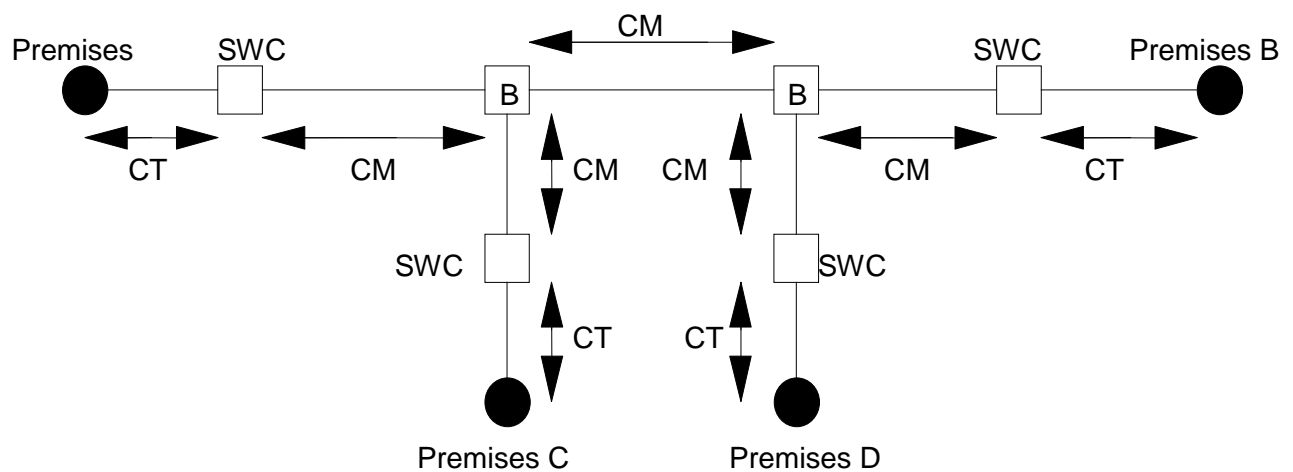 CM
Premises
SWC
SWC
Premises B
B
B
CT
CM
CM
CM
CM
CT
SWC
SWC
CT
CT
Premises C
Premises D